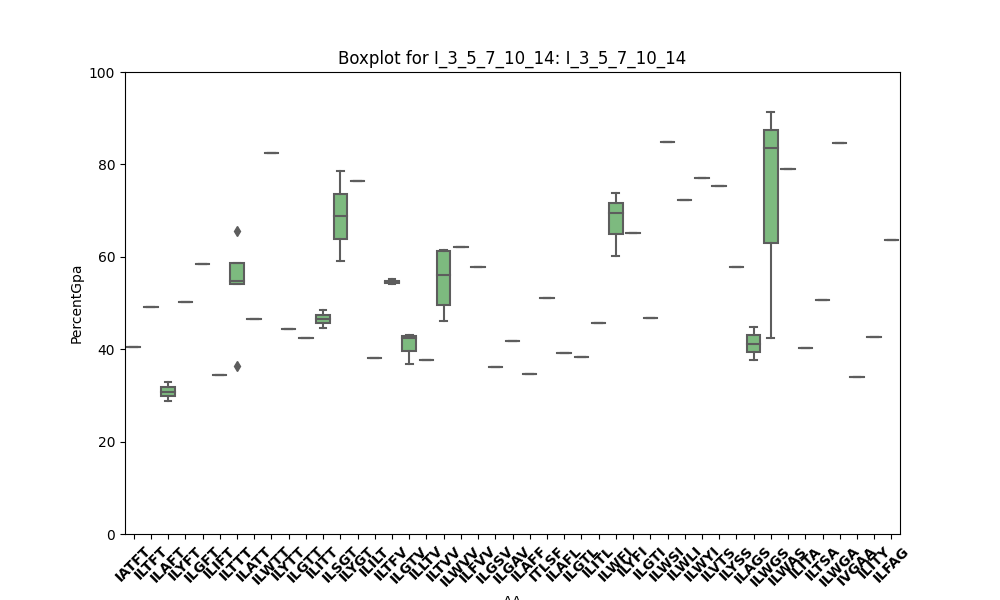 Boxplot for I_3_5_7_10_14: I_3_5_7_10_14
PercentGpa
100
80
60
40
20
0
IATFT
ILTFT
ILAFT
ILYFT
ILGFT
ILIFT
ILTTT
ILATT
ILWTT
ILYTT
ILGTT
ILITT
ILSGT
ILYGT
ILILT
ILTFV
ILGTV
ILLTV
ILTVV
ILWVV
ILFVV
ILGSV
ILGAV
ILAFF
ITLSF
ILAFL
ILGTL
ILITL
ILWFI
ILYFI
ILGTI
ILWSI
ILWLI
ILWYI
ILVTS
ILYSS
ILAGS
ILWGS
ILWAS
ILITA
ILTSA
ILWGA
IVGAA
ILITY
ILFAG